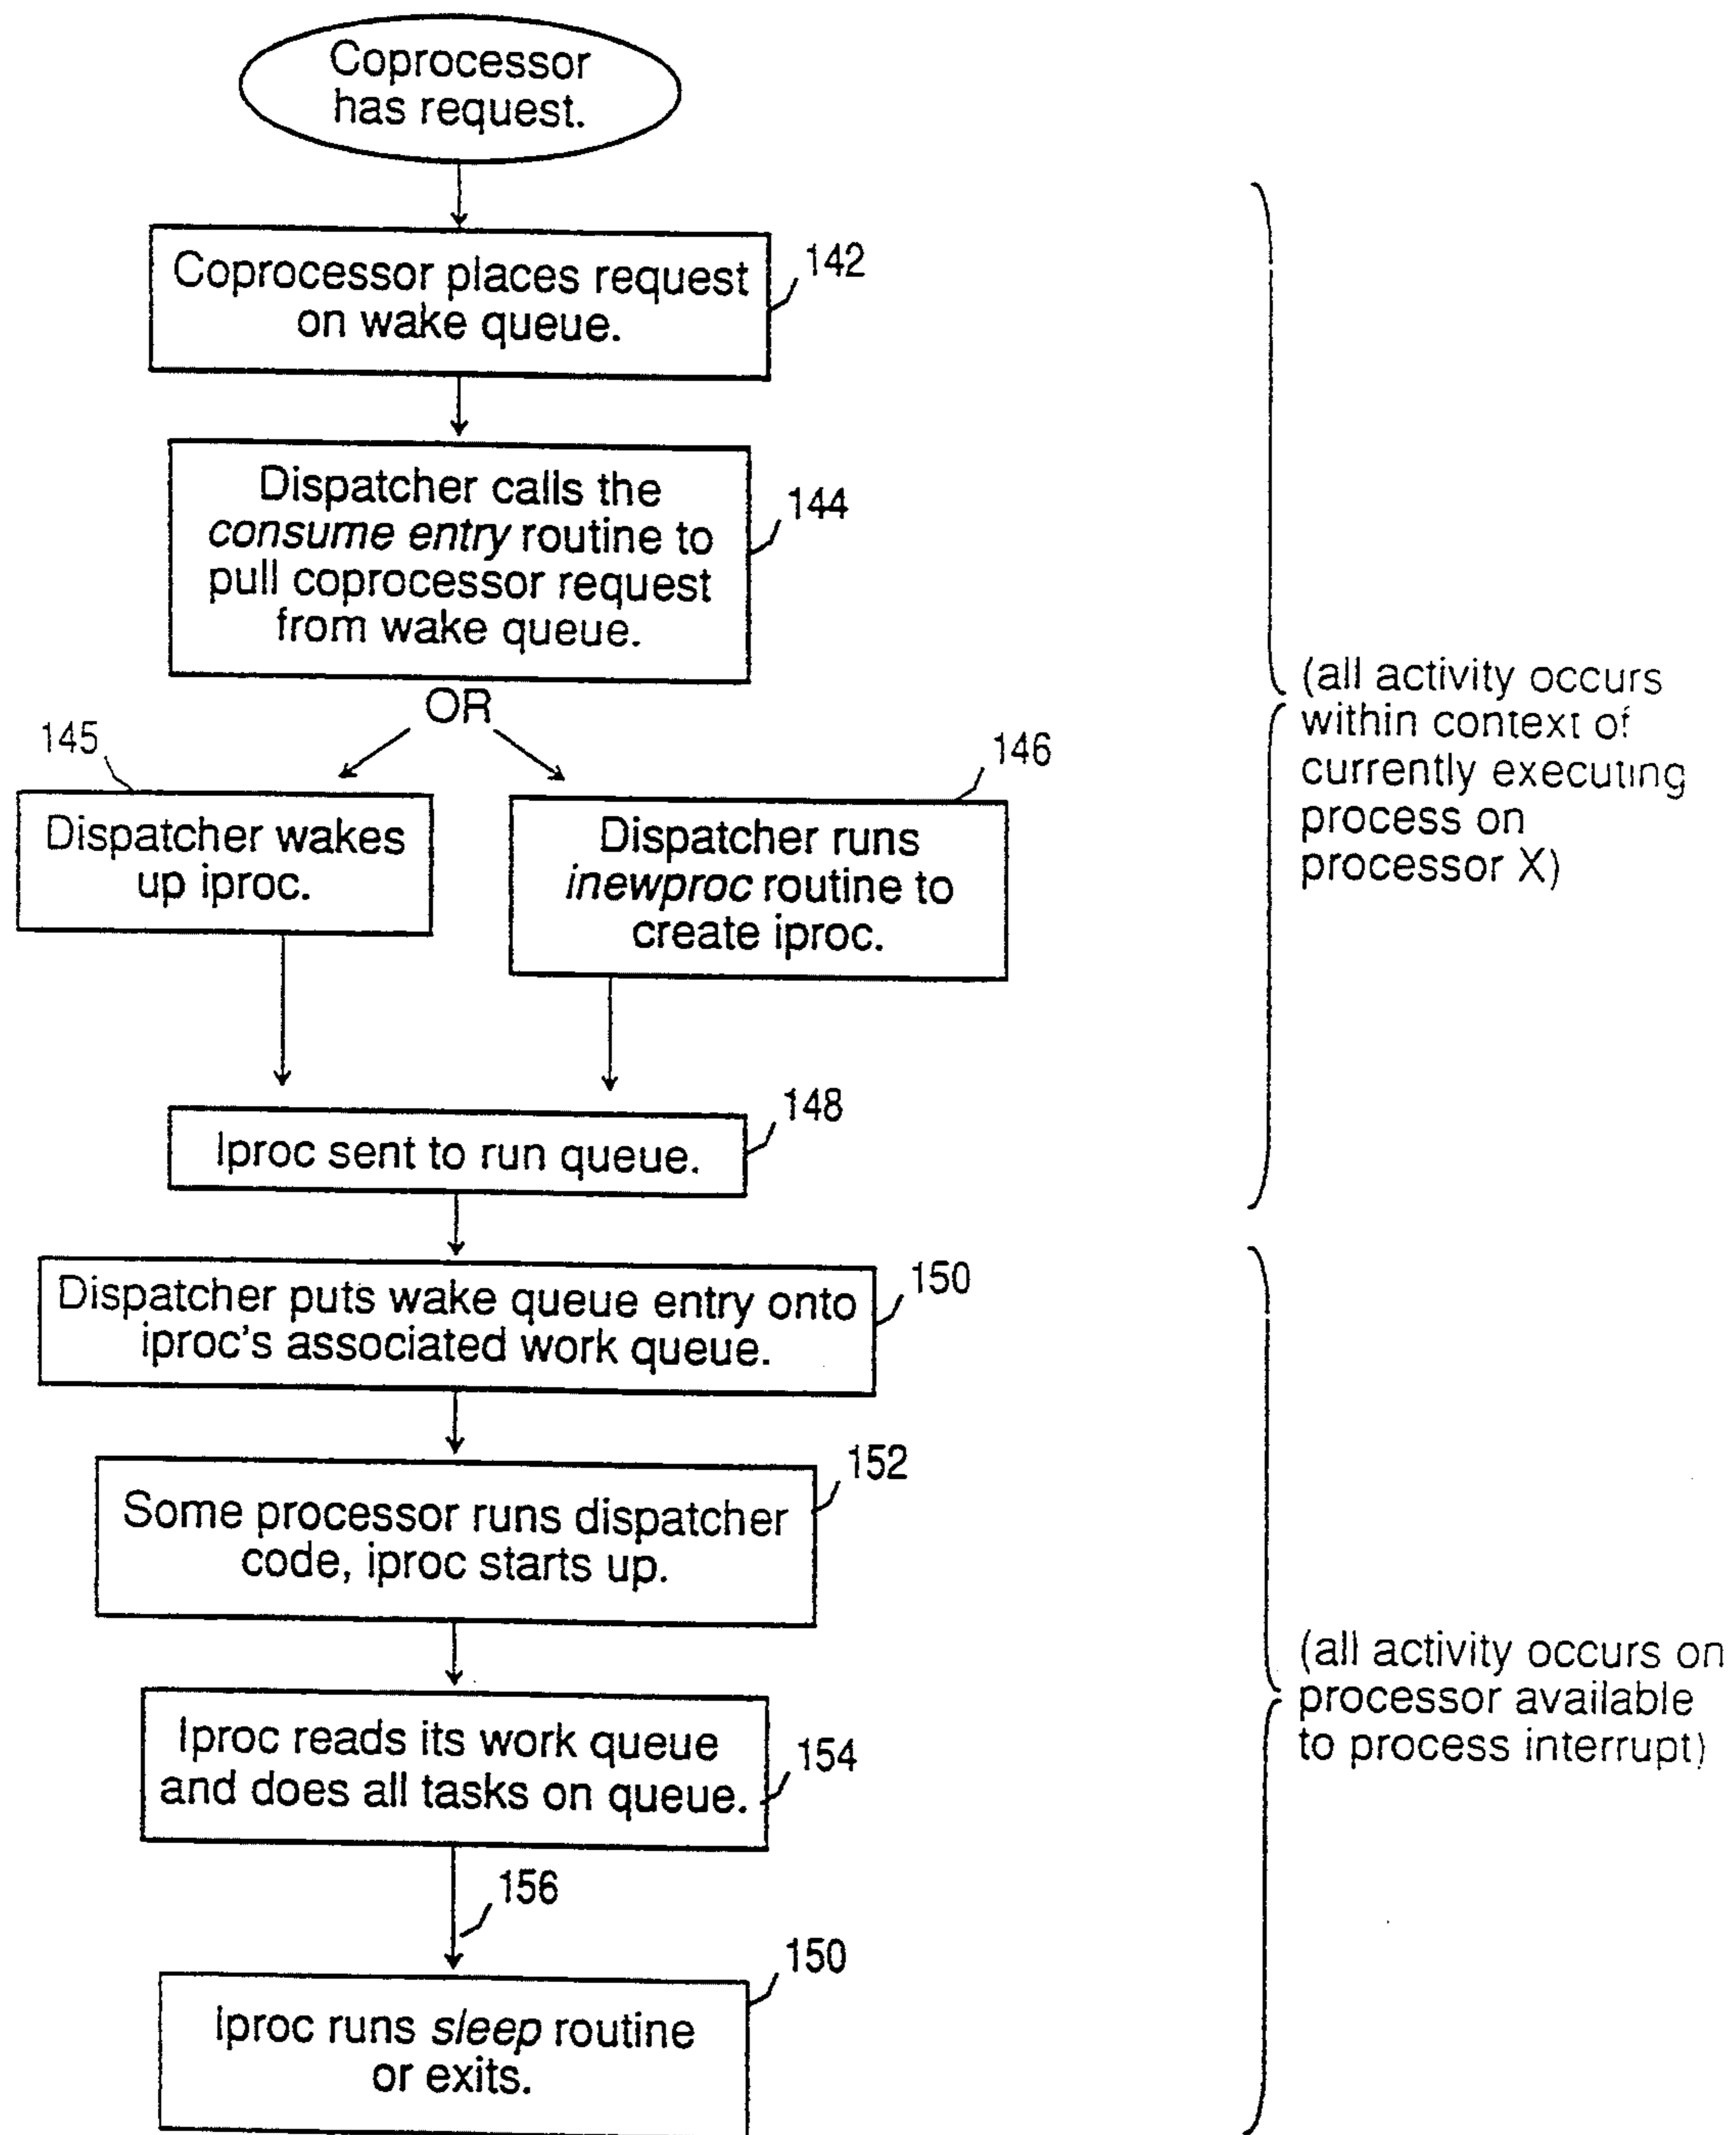 Coprocessor
has request.
Coprocessor places request
on wake queue.
142
Dispatcher calls the
consume entry routine to
pull coprocessor request
from wake queue.
144
OR
145
146
Dispatcher wakes
up iproc.
Dispatcher runs
inewproc routine to
create iproc.
(all activity occurs
within context of
currently executing
process on
processor X)
148
Iproc sent to run queue.
150
Dispatcher puts wake queue entry onto
iproc's associated work queue.
152
Some processor runs dispatcher
code, iproc starts up.
Iproc reads its work queue
and does all tasks on queue.
154
(all activity occurs on
processor available
to process interrupt)
156
150
Iproc runs sleep routine
or exits.